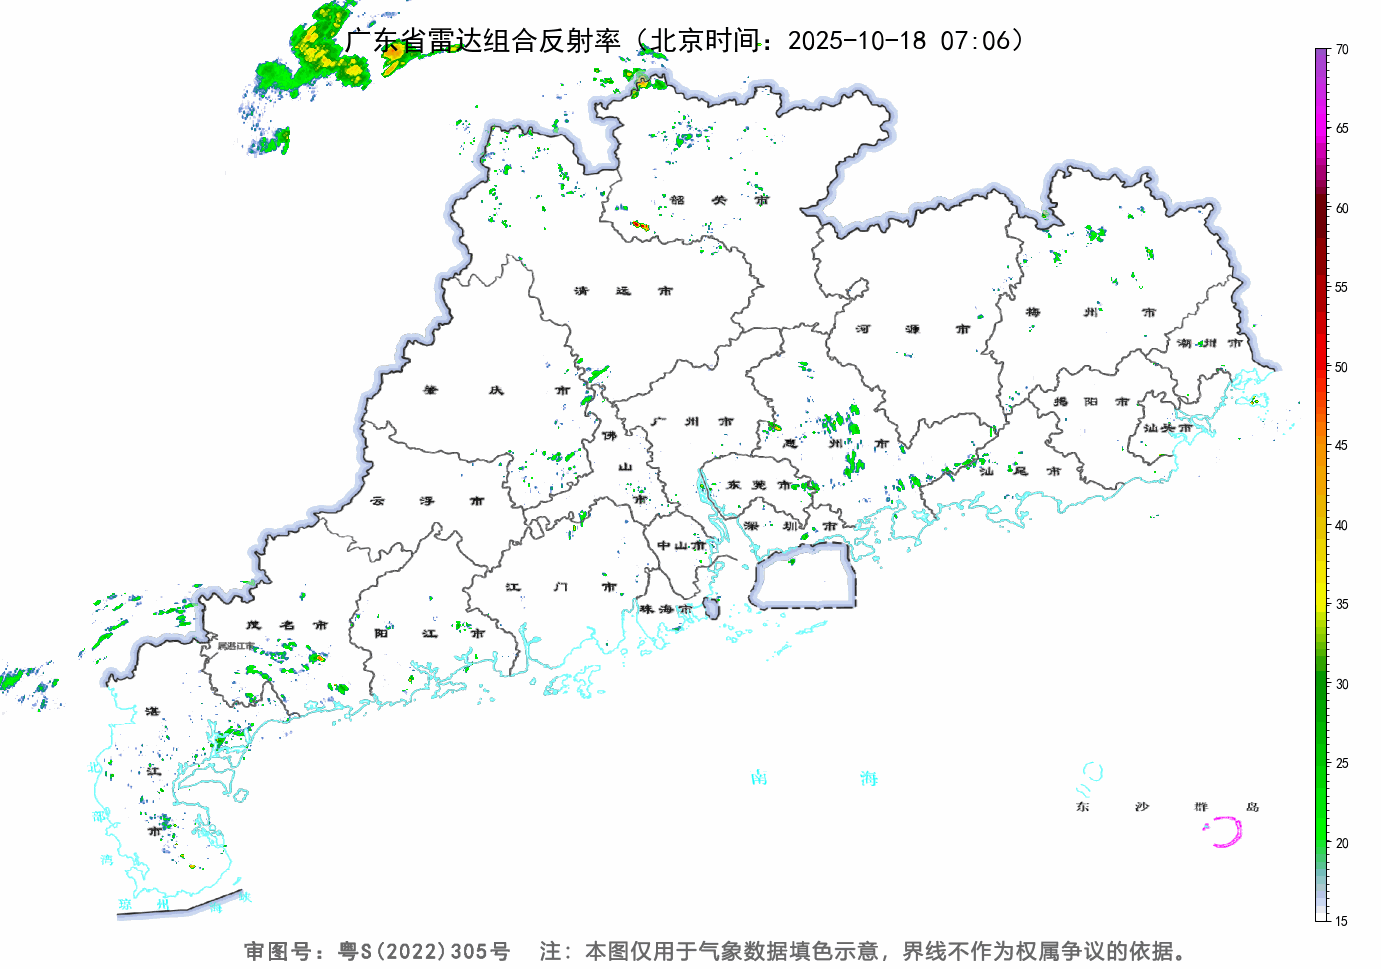 广东省雷达组合反射率（北京时间：2025-10-18 07:06）
70
65
60
55
50
45
40
35
30
25
20
15
韶关市
清远市
河源市
梅州市
潮州市
肇庆市
广州市
揭阳市
汕头市
佛山市
惠州市
云浮市
东莞市
汕尾市
深圳市
中山市
江门市
珠海市
茂名市
阳江市
属湛江市
湛江市
南海
东沙群岛
北部湾
琼州海峡
审图号：粤S(2022)305号 注：本图仅用于气象数据填色示意，界线不作为权属争议的依据。